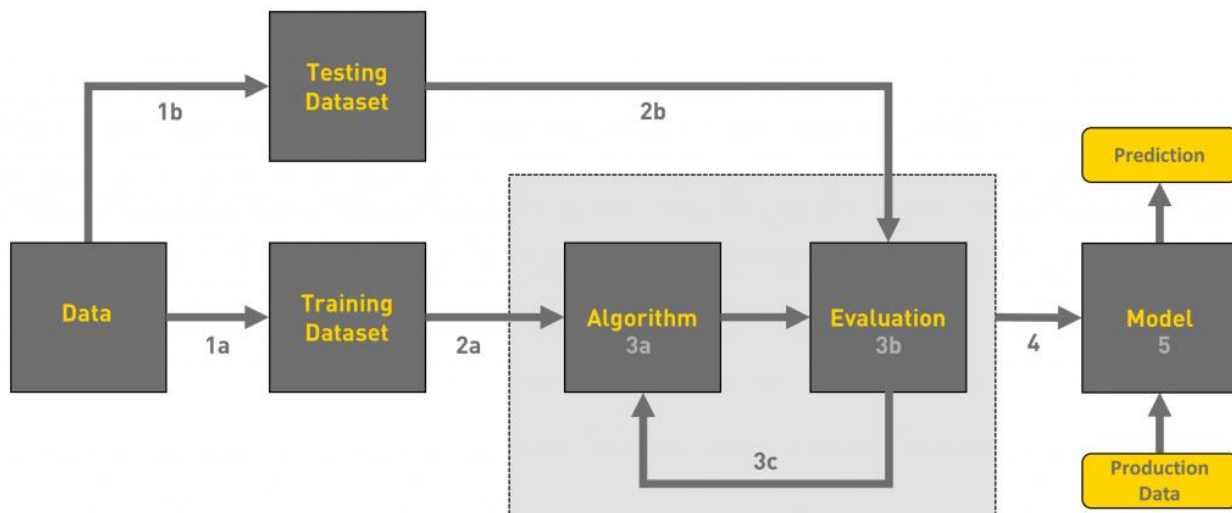 Testing
Dataset
1b
2b
Prediction
Data
1a
Training
Dataset
2a
Algorithm
3a
Evaluation
3b
4
Model
5
3c
Production
Data